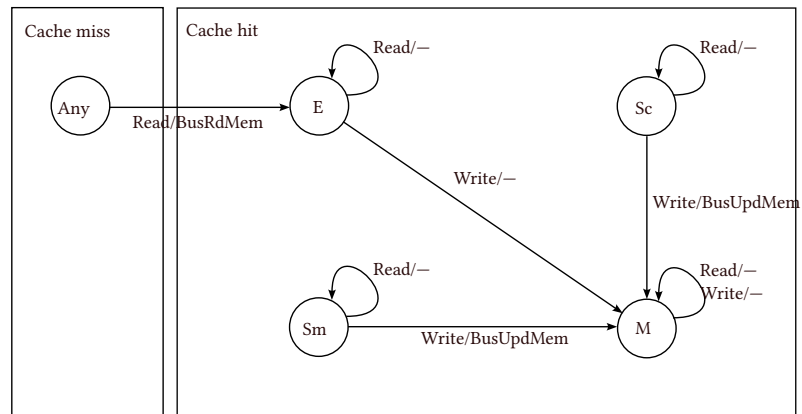 Cache miss
Cache hit
Read/—
Read/—
Any
E
Sc
Read/BusRdMem
Write/—
Write/BusUpdMem
Read/—
Read/—
Write/—
Sm
M
Write/BusUpdMem